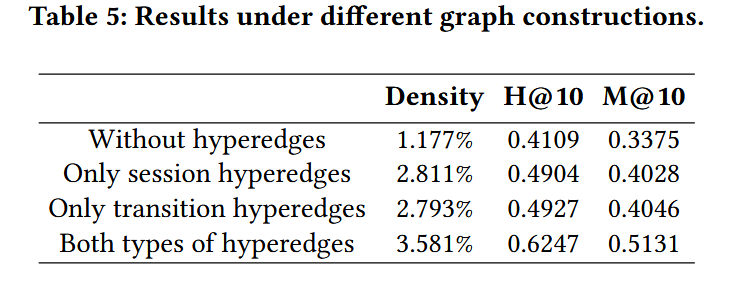 Table 5: Results under different graph constructions.
Density H@10 M@10
Without hyperedges 1.177% 0.4109 0.3375
Only session hyperedges 2.811% 0.4904 0.4028
Only transition hyperedges 2.793% 0.4927 0.4046
Both types of hyperedges 3.581% 0.6247 0.5131